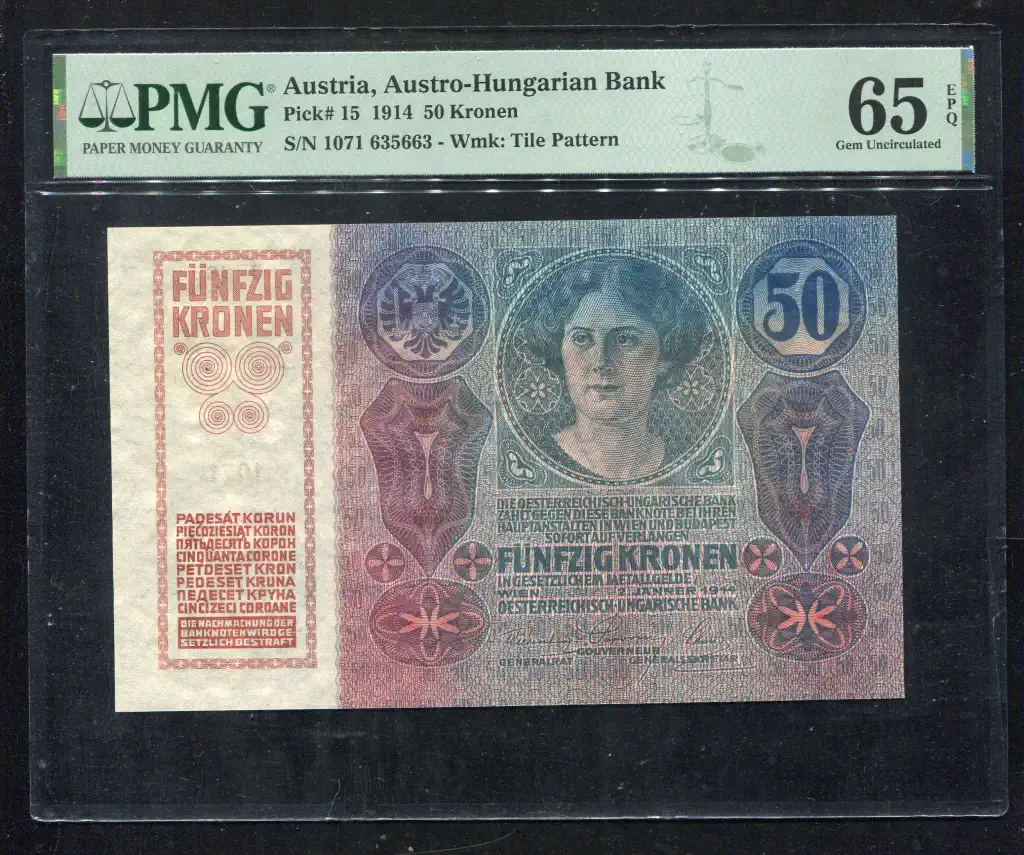 PMG®
PAPER MONEY GUARANTY
Austria, Austro-Hungarian Bank
Pick# 15 1914 50 Kronen
S/N 1071 635663 - Wmk: Tile Pattern
65
EPQ
Gem Uncirculated
FÜNFZIG
KRONEN
PADESÁT KORUN
PIĘĆDZIESIĄT KORON
ПЯТЬДЕСЯТЬ КОРОН
CINQUANTA CORONE
PETDESET KRON
PEDESET KRUNA
ПЕДЕСЕТ КРУНА
CINCIZECI COROANE
DIE NACHMACHUNG DER
BANKNOTEN WIRD GE-
SETZLICH BESTRAFT
50
DIE OESTERREICHISCH-UNGARISCHE BANK
ZAHLT GEGEN DIESE BANKNOTE BEI IHREN
HAUPTANSTALTEN IN WIEN UND BUDAPEST
SOFORT AUF VERLANGEN
FÜNFZIG KRONEN
IN GESETZLICHEM METALLGELDE
WIEN, 2. JÄNNER 1914
OESTERREICHISCH-UNGARISCHE BANK
GOUVERNEUR
GENERALRAT GENERALSEKRETÄR